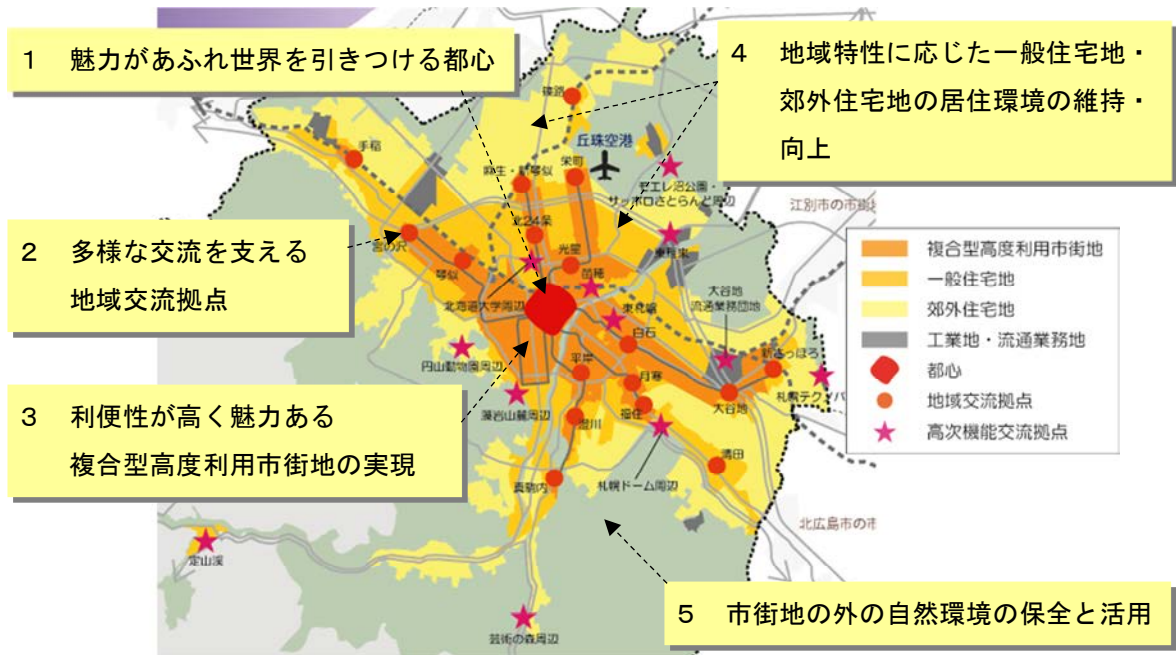 1 魅力があふれ世界を引きつける都心
4 地域特性に応じた一般住宅地・
郊外住宅地の居住環境の維持・
向上
2 多様な交流を支える
地域交流拠点
3 利便性が高く魅力ある
複合型高度利用市街地の実現
5 市街地の外の自然環境の保全と活用
篠路
丘珠空港
手稲
麻生・新琴似
栄町
モエレ沼公園・
サッポロさとらんど周辺
江別市の市街
北24条
宮の沢
光星
東雁来
琴似
苗穂
北海道大学周辺
大谷地
流通業務団地
東札幌
白石
新さっぽろ
円山動物園周辺
平岸
月寒
札幌テクノパ
藻岩山麓周辺
福住
大谷地
澄川
清田
真駒内
札幌ドーム周辺
北広島市の市
定山渓
芸術の森周辺
複合型高度利用市街地
一般住宅地
郊外住宅地
工業地・流通業務地
都心
地域交流拠点
高次機能交流拠点